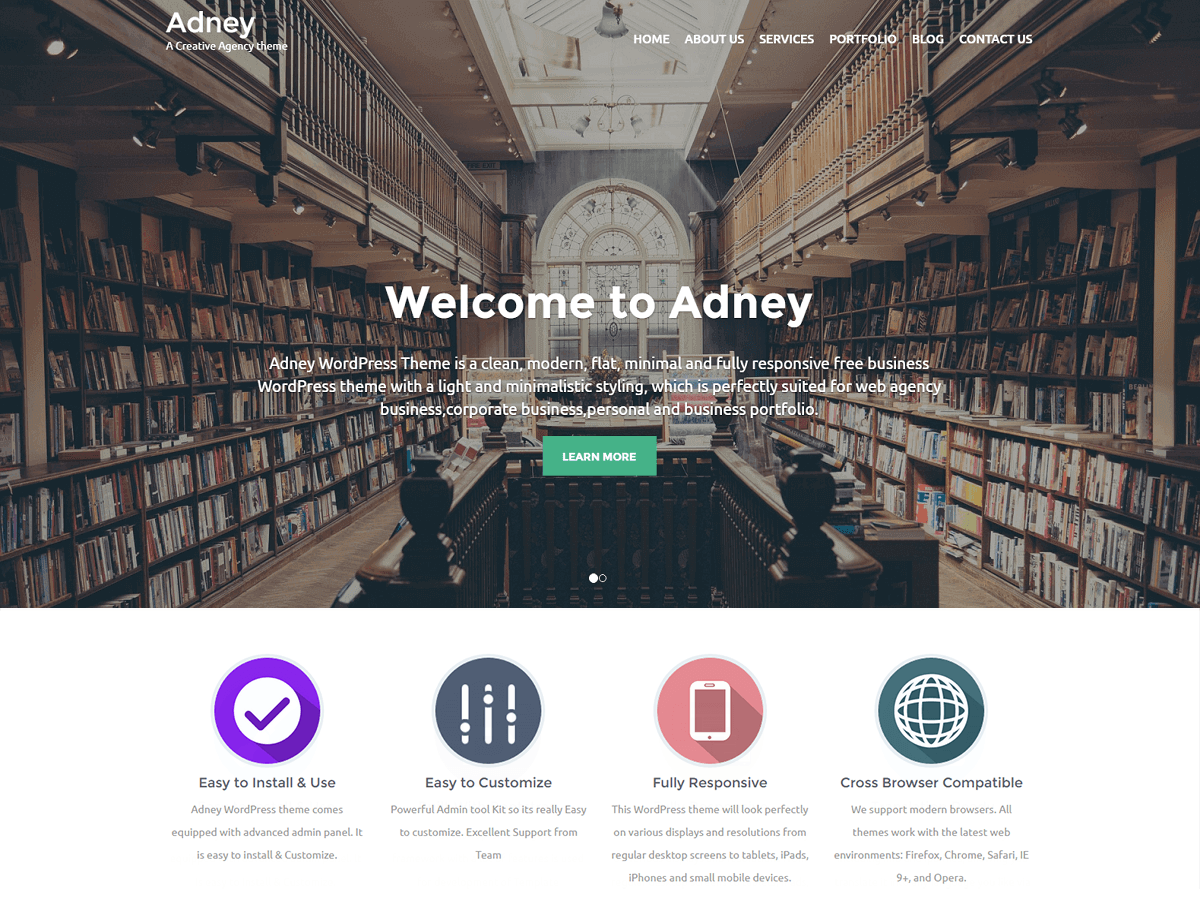 Adney
A Creative Agency theme
HOME ABOUT US SERVICES PORTFOLIO BLOG CONTACT US
Welcome to Adney
Adney WordPress Theme is a clean, modern, flat, minimal and fully responsive free business
WordPress theme with a light and minimalistic styling, which is perfectly suited for web agency
business,corporate business,personal and business portfolio.
LEARN MORE
Easy to Install & Use
Adney WordPress theme comes
equipped with advanced admin panel. It
is easy to install & Customize.
Easy to Customize
Powerful Admin tool Kit so its really Easy
to customize. Excellent Support from
Team
Fully Responsive
This WordPress theme will look perfectly
on various displays and resolutions from
regular desktop screens to tablets, iPads,
iPhones and small mobile devices.
Cross Browser Compatible
We support modern browsers. All
themes work with the latest web
environments: Firefox, Chrome, Safari, IE
9+, and Opera.